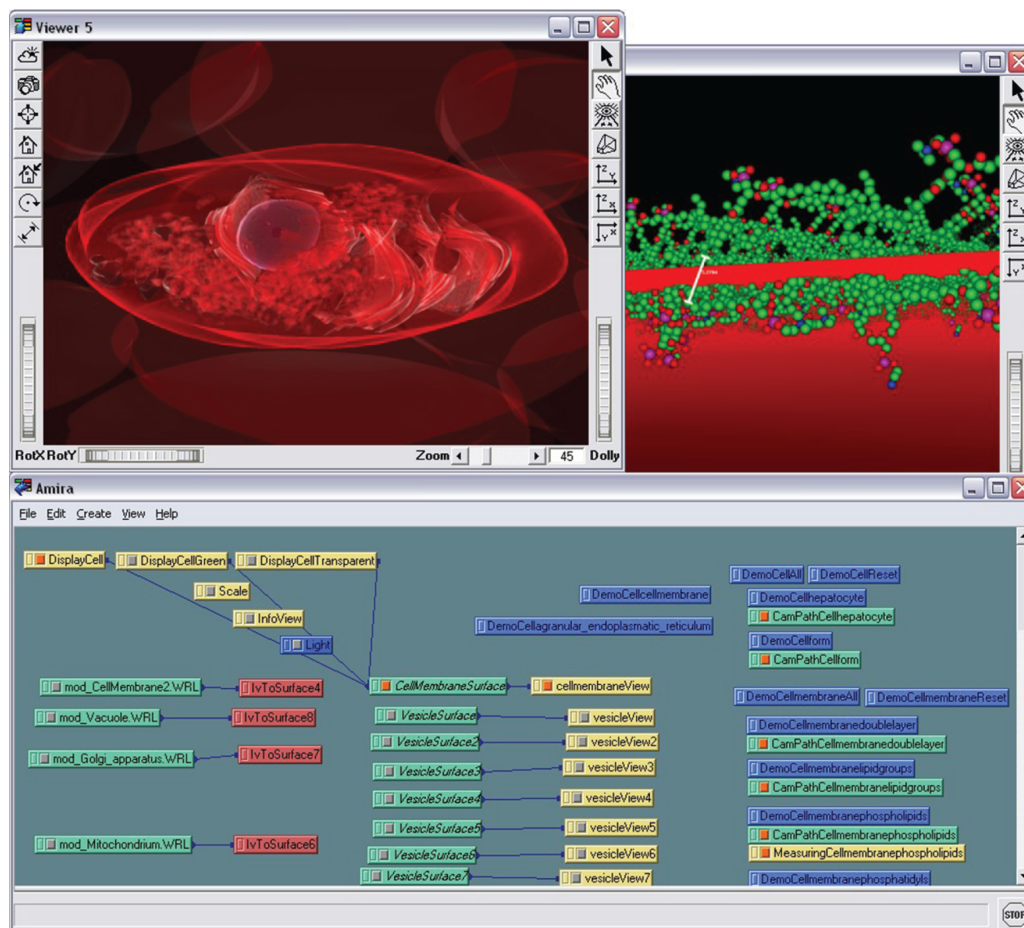 Viewer 5
RotX RotY
Zoom
45
Dolly
Amira
File Edit Create View Help
DisplayCell
DisplayCellGreen
DisplayCellTransparent
Scale
InfoView
Light
DemoCellcellmembrane
DemoCellagranular_endoplasmatic_reticulum
DemoCellAll
DemoCellReset
DemoCellhepatocyte
CamPathCellhepatocyte
DemoCellform
CamPathCellform
mod_CellMembrane2.WRL
IvToSurface4
CellMembraneSurface
cellmembraneView
DemoCellmembraneAll
DemoCellmembraneReset
mod_Vacuole.WRL
IvToSurface8
VesicleSurface
vesicleView
DemoCellmembranedoublelayer
VesicleSurface2
vesicleView2
CamPathCellmembranedoublelayer
mod_Golgi_apparatus.WRL
IvToSurface7
VesicleSurface3
vesicleView3
DemoCellmembranelipidgroups
CamPathCellmembranelipidgroups
VesicleSurface4
vesicleView4
DemoCellmembranephospholipids
VesicleSurface5
vesicleView5
CamPathCellmembranephospholipids
mod_Mitochondrium.WRL
IvToSurface6
VesicleSurface6
vesicleView6
MeasuringCellmembranephospholipids
VesicleSurface7
vesicleView7
DemoCellmembranephosphatidyls
STOP